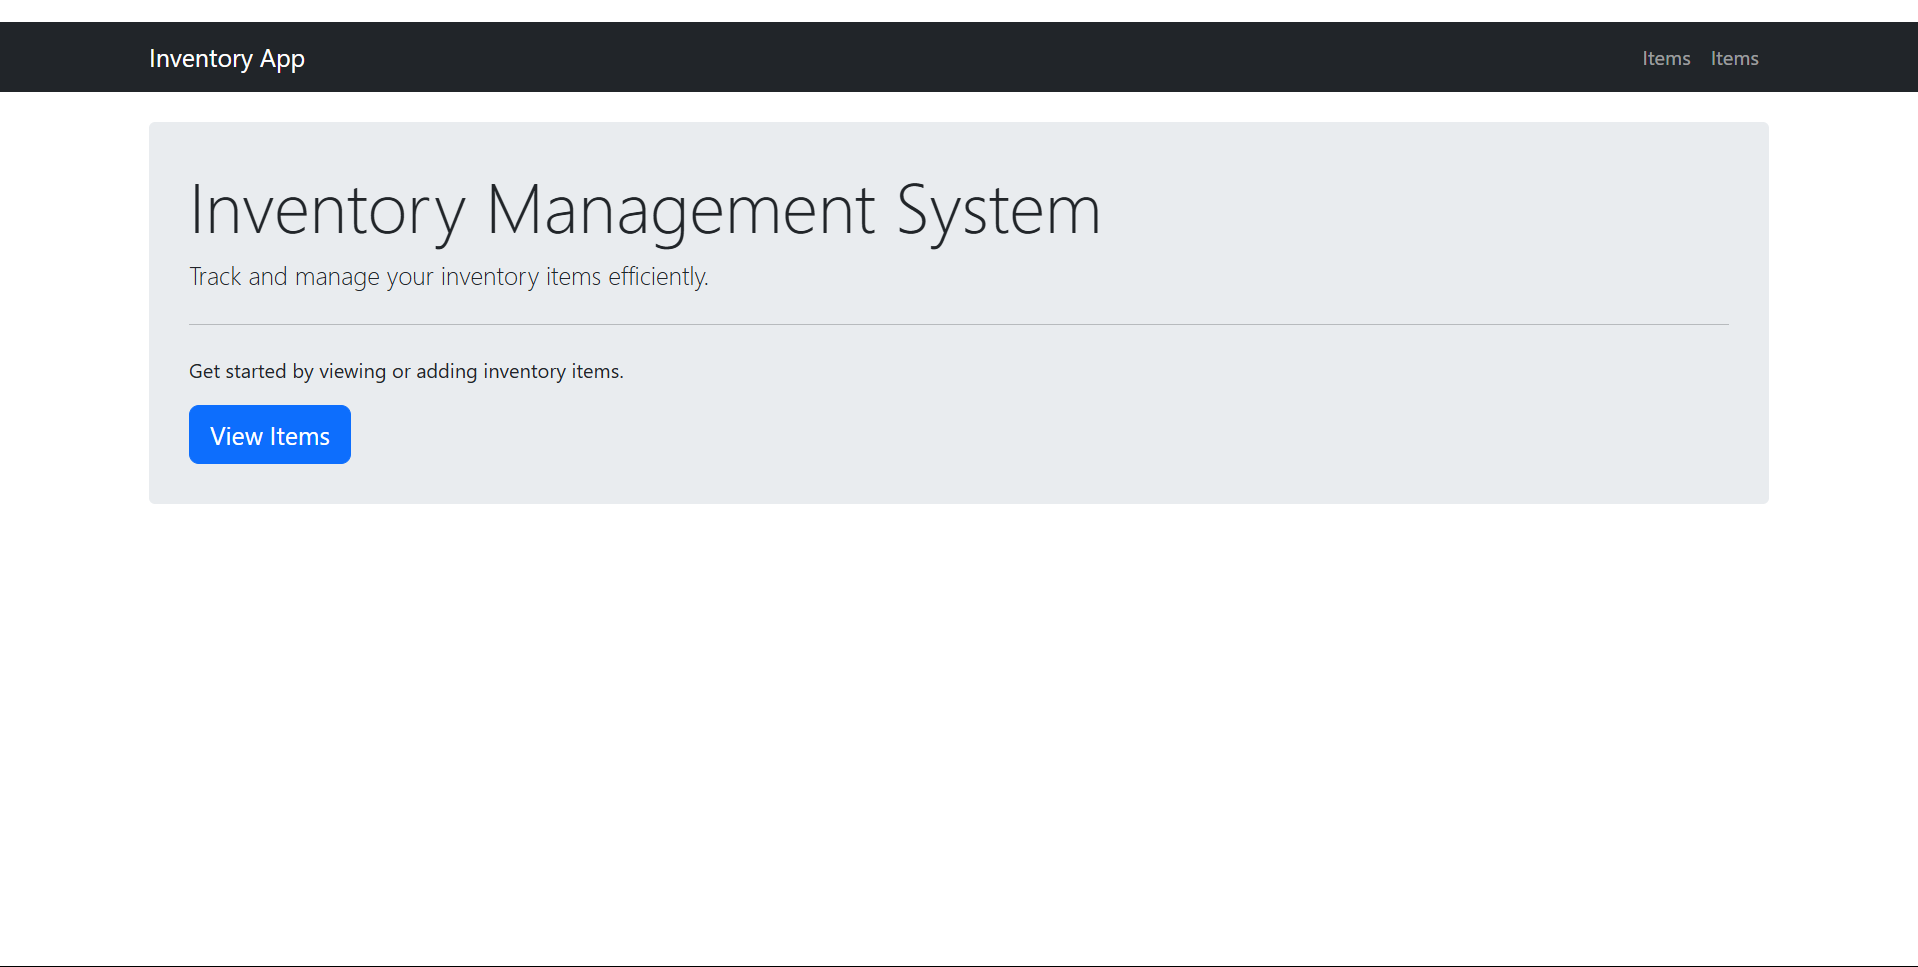 Inventory App
Items Items
Inventory Management System
Track and manage your inventory items efficiently.
Get started by viewing or adding inventory items.
View Items